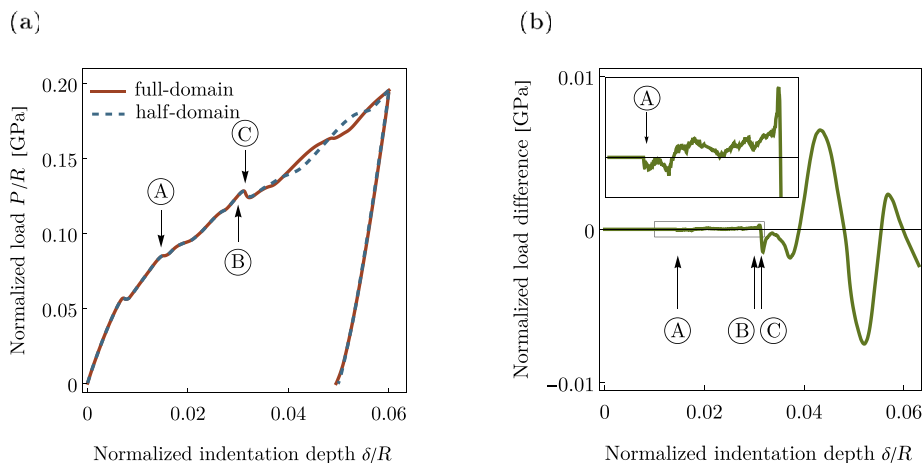 (a)
Normalized load P/R [GPa]
0.20
0.15
0.10
0.05
0
full-domain
half-domain
A
B
C
0
0.02
0.04
0.06
Normalized indentation depth δ/R
(b)
Normalized load difference [GPa]
0.01
0
−0.01
A
A
B
C
0
0.02
0.04
0.06
Normalized indentation depth δ/R